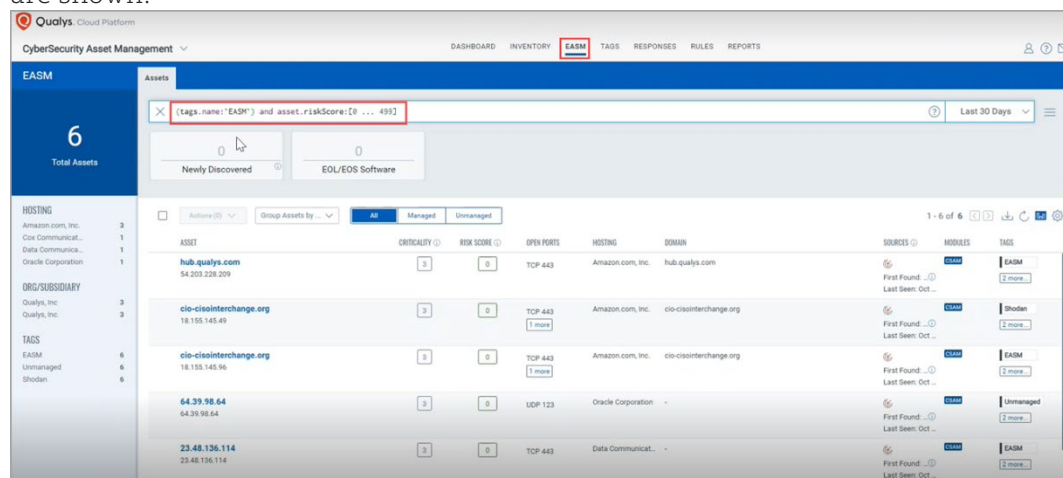 are shown.
Qualys. Cloud Platform
CyberSecurity Asset Management
DASHBOARD INVENTORY EASM TAGS RESPONSES RULES REPORTS
EASM
Assets
(tags.name:"EASM") and asset.riskScore:[0 ... 499]
Last 30 Days
6
Total Assets
0
Newly Discovered
0
EOL/EOS Software
HOSTING
Amazon.com, Inc. 3
Cox Communicat... 1
Data Communica... 1
Oracle Corporation 1
ORG/SUBSIDIARY
Qualys, Inc 3
Qualys, Inc. 3
TAGS
EASM 6
Unmanaged 6
Shodan 6
Actions (0) Group Assets by ... All Managed Unmanaged 1 - 6 of 6
ASSET CRITICALITY RISK SCORE OPEN PORTS HOSTING DOMAIN SOURCES MODULES TAGS
hub.qualys.com 3 0 TCP 443 Amazon.com, Inc. hub.qualys.com CSAM EASM
54.203.228.209
First Found: ... 2 more...
Last Seen: Oct ...
cio-cisointerchange.org 3 0 TCP 443 Amazon.com, Inc. cio-cisointerchange.org CSAM Shodan
18.155.145.49 1 more
First Found: ... 2 more...
Last Seen: Oct ...
cio-cisointerchange.org 3 0 TCP 443 Amazon.com, Inc. cio-cisointerchange.org CSAM EASM
18.155.145.96 1 more
First Found: ... 2 more...
Last Seen: Oct ...
64.39.98.64 3 0 UDP 123 Oracle Corporation - CSAM Unmanaged
64.39.98.64
First Found: ... 2 more...
Last Seen: Oct ...
23.48.136.114 3 0 TCP 443 Data Communicat... - CSAM EASM
23.48.136.114
First Found: ... 2 more...
Last Seen: Oct ...